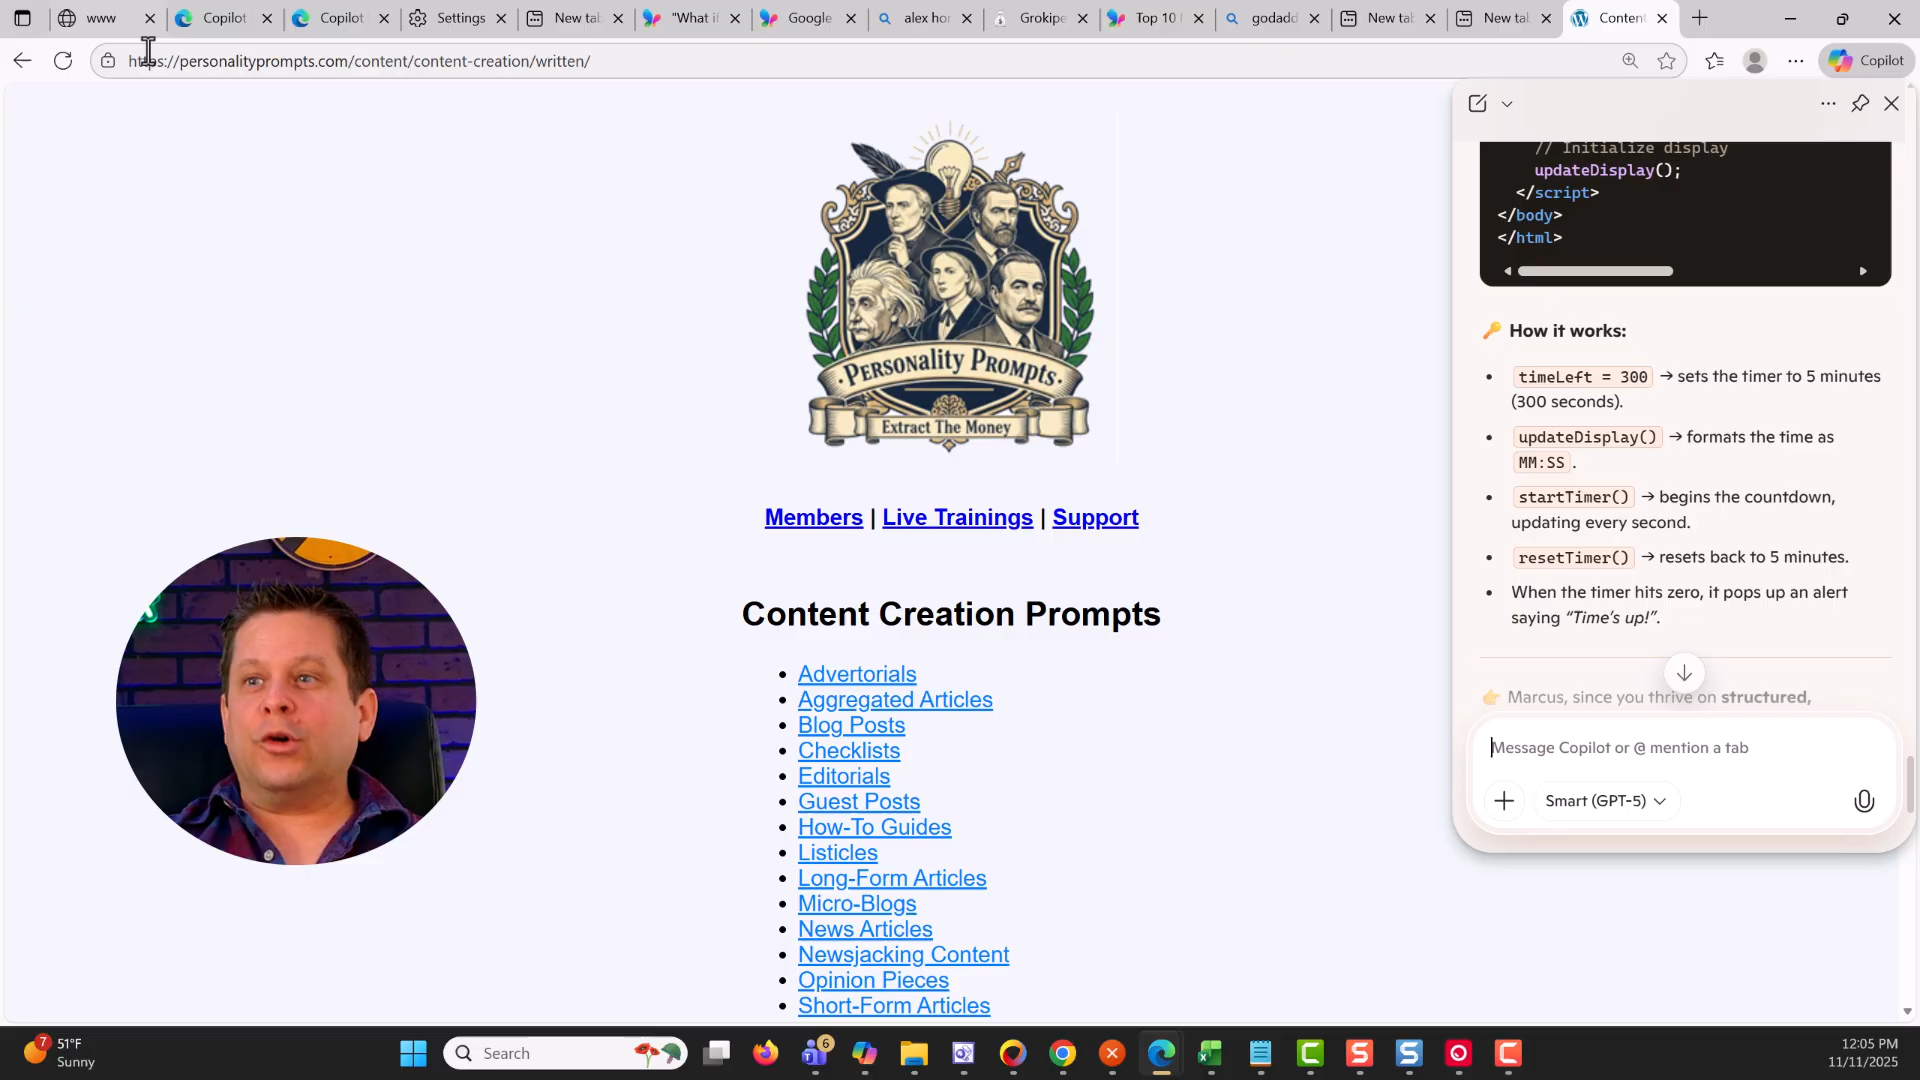 www
Copilot
Copilot
Settings
New tab
"What if
Google
alex hor
Grokipe
Top 10
godadd
New tab
New tab
Content
https://personalityprompts.com/content/content-creation/written/
Copilot
PERSONALITY PROMPTS
Extract The Money
Members | Live Trainings | Support
Content Creation Prompts
• Advertorials
• Aggregated Articles
• Blog Posts
• Checklists
• Editorials
• Guest Posts
• How-To Guides
• Listicles
• Long-Form Articles
• Micro-Blogs
• News Articles
• Newsjacking Content
• Opinion Pieces
• Short-Form Articles
// Initialize display
updateDisplay();
</script>
</body>
</html>
🔑 How it works:
• timeLeft = 300 → sets the timer to 5 minutes
(300 seconds).
• updateDisplay() → formats the time as
MM:SS.
• startTimer() → begins the countdown,
updating every second.
• resetTimer() → resets back to 5 minutes.
• When the timer hits zero, it pops up an alert
saying “Time’s up!”.
👉 Marcus, since you thrive on structured,
Message Copilot or @ mention a tab
Smart (GPT-5)
7
51°F
Sunny
Search
6
12:05 PM
11/11/2025